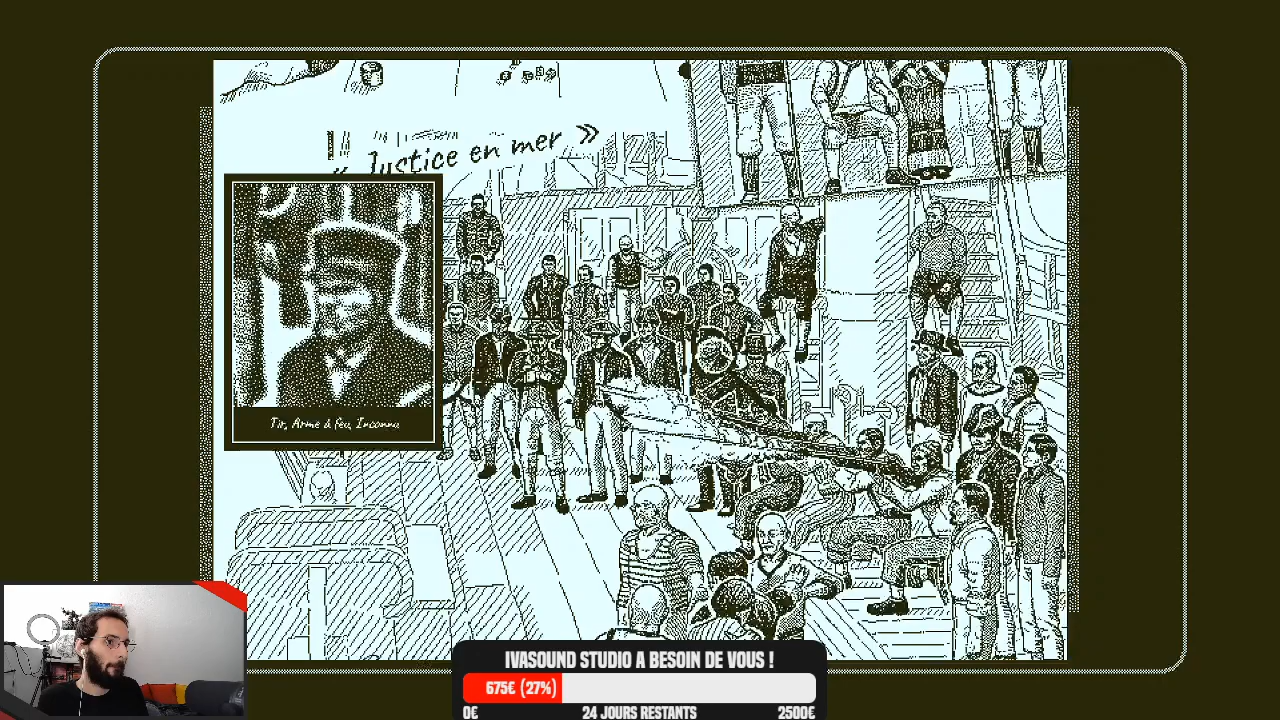 « Justice en mer »
Tir, Arme à feu, Inconnu
IVASOUND STUDIO A BESOIN DE VOUS !
675€ (27%)
0€ 24 JOURS RESTANTS 2500€